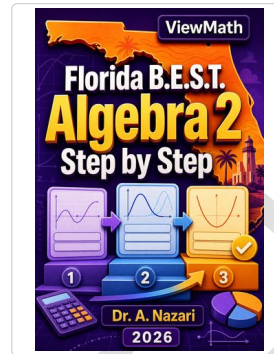 ViewMath
Florida B.E.S.T.
Algebra 2
Step by Step
1
2
3
Dr. A. Nazari
2026